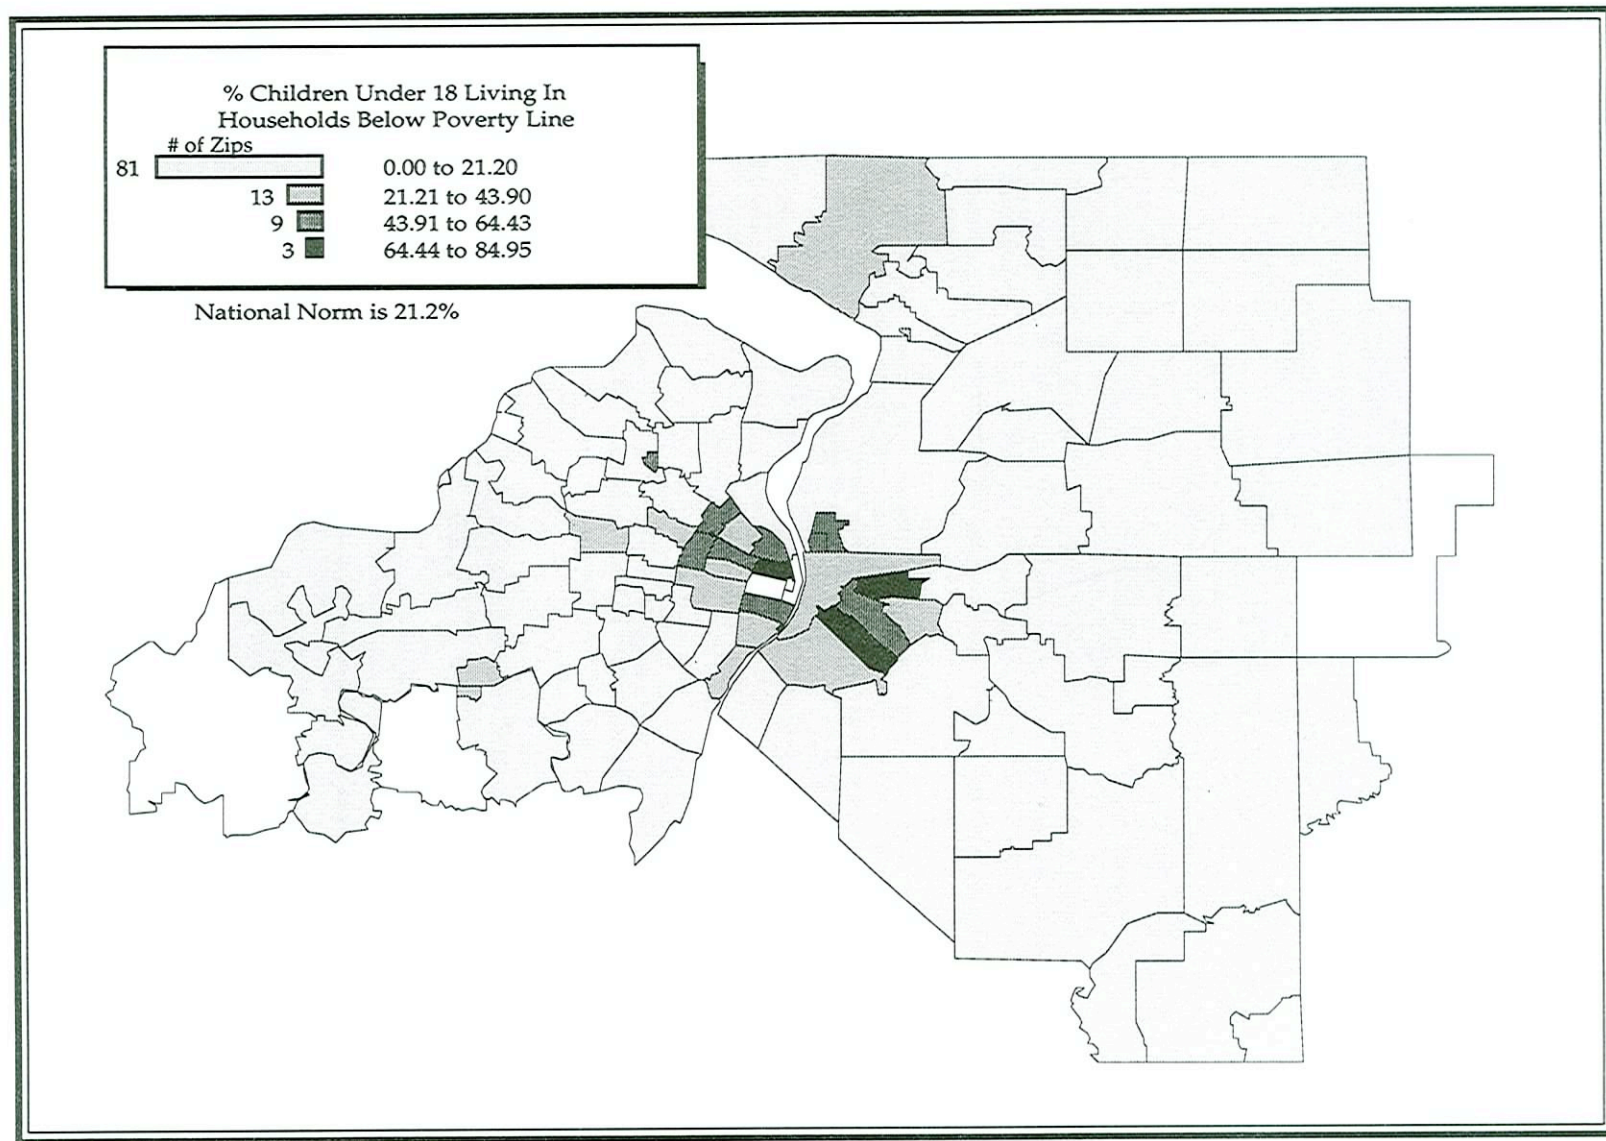 % Children Under 18 Living In
Households Below Poverty Line
# of Zips
81 0.00 to 21.20
13 21.21 to 43.90
9 43.91 to 64.43
3 64.44 to 84.95
National Norm is 21.2%